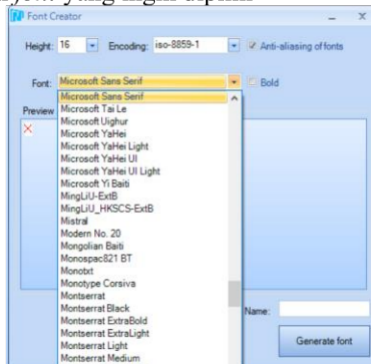 yang ingin dipilih
Font Creator
Height: 16 Encoding: iso-8859-1 Anti-aliasing of fonts
Font: Microsoft Sans Serif Bold
Microsoft Sans Serif
Microsoft Tai Le
Preview
Microsoft Uighur
Microsoft YaHei
Microsoft YaHei Light
Microsoft YaHei UI
Microsoft YaHei UI Light
Microsoft Yi Baiti
MingLiU-ExtB
MingLiU_HKSCS-ExtB
Mistral
Modern No. 20
Mongolian Baiti
Monospac821 BT
Monotxt
Monotype Corsiva
Montserrat
Montserrat Black
Name:
Montserrat ExtraBold
Montserrat ExtraLight
Montserrat Light
Generate font
Montserrat Medium